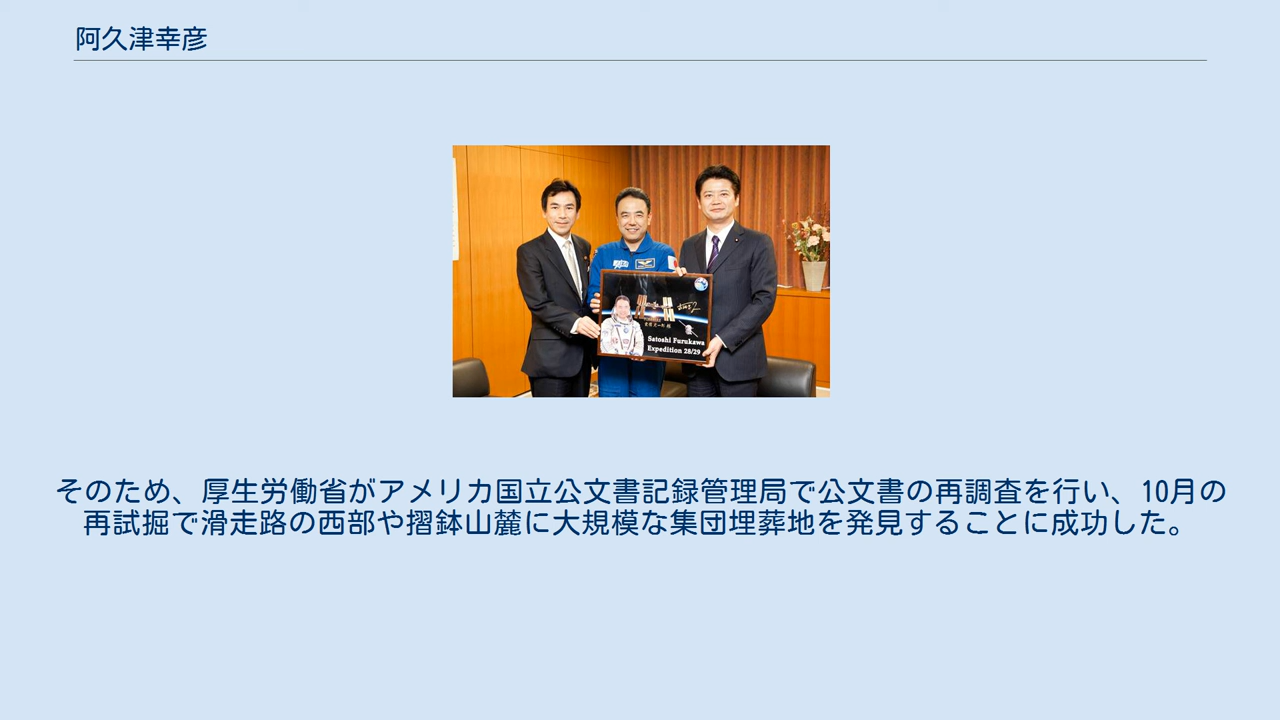 阿久津幸彦
Satoshi Furukawa
Expedition 28/29
そのため、厚生労働省がアメリカ国立公文書記録管理局で公文書の再調査を行い、10月の
再試掘で滑走路の西部や摺鉢山麓に大規模な集団埋葬地を発見することに成功した。